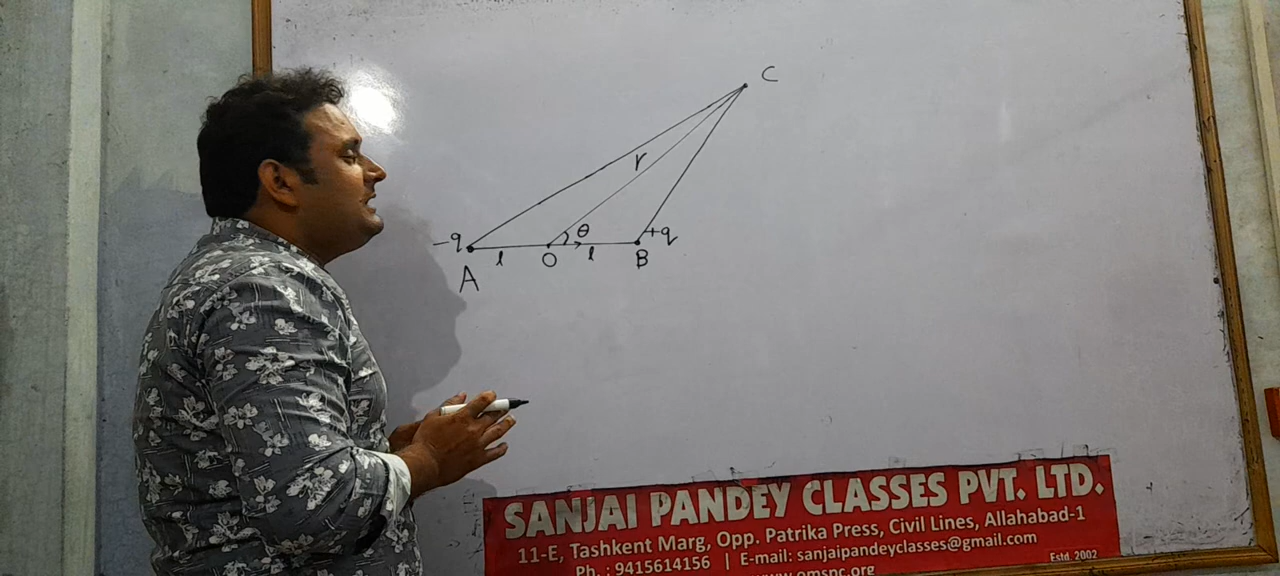 C
r
-q
θ
+q
A
l
O
l
B
SANJAI PANDEY CLASSES PVT. LTD.
11-E, Tashkent Marg, Opp. Patrika Press, Civil Lines, Allahabad-1
Ph. : 9415614156 | E-mail: sanjaipandeyclasses@gmail.com
Estd. 2002